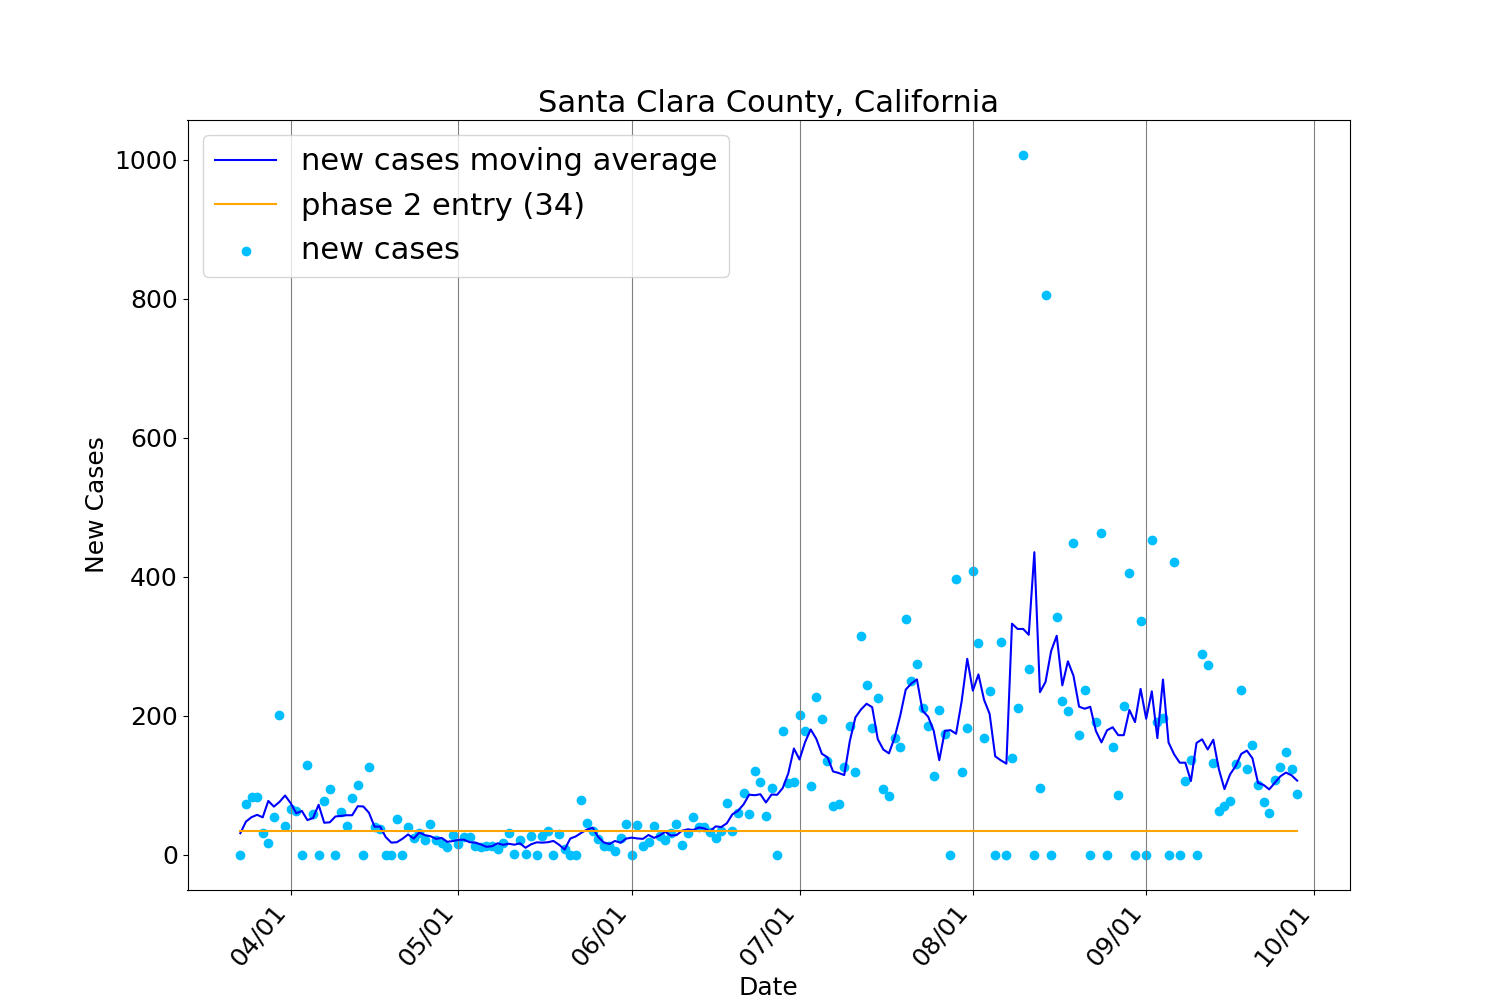 Santa Clara County, California
new cases moving average
phase 2 entry (34)
new cases
1000
800
600
400
200
0
New Cases
04/01
05/01
06/01
07/01
08/01
09/01
10/01
Date